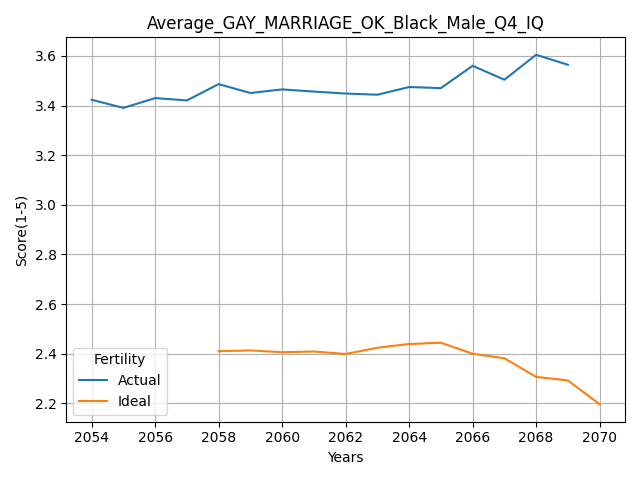 Average_GAY_MARRIAGE_OK_Black_Male_Q4_IQ
Score(1-5)
3.6
3.4
3.2
3.0
2.8
2.6
2.4
2.2
Fertility
Actual
Ideal
2054 2056 2058 2060 2062 2064 2066 2068 2070
Years